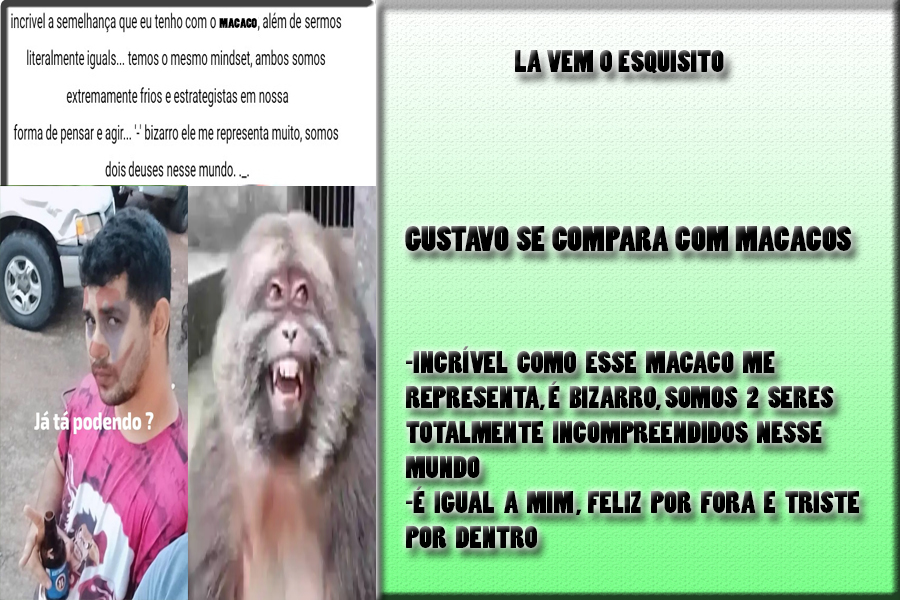 incrivel a semelhança que eu tenho com o MACACO, além de sermos
literalmente iguals... temos o mesmo mindset, ambos somos
extremamente frios e estrategistas em nossa
forma de pensar e agir... '-' bizarro ele me representa muito, somos
dois deuses nesse mundo. ._.
Já tá podendo ?
LA VEM O ESQUISITO
GUSTAVO SE COMPARA COM MACACOS
-INCRÍVEL COMO ESSE MACACO ME
REPRESENTA, É BIZARRO, SOMOS 2 SERES
TOTALMENTE INCOMPREENDIDOS NESSE
MUNDO
-É IGUAL A MIM, FELIZ POR FORA E TRISTE
POR DENTRO